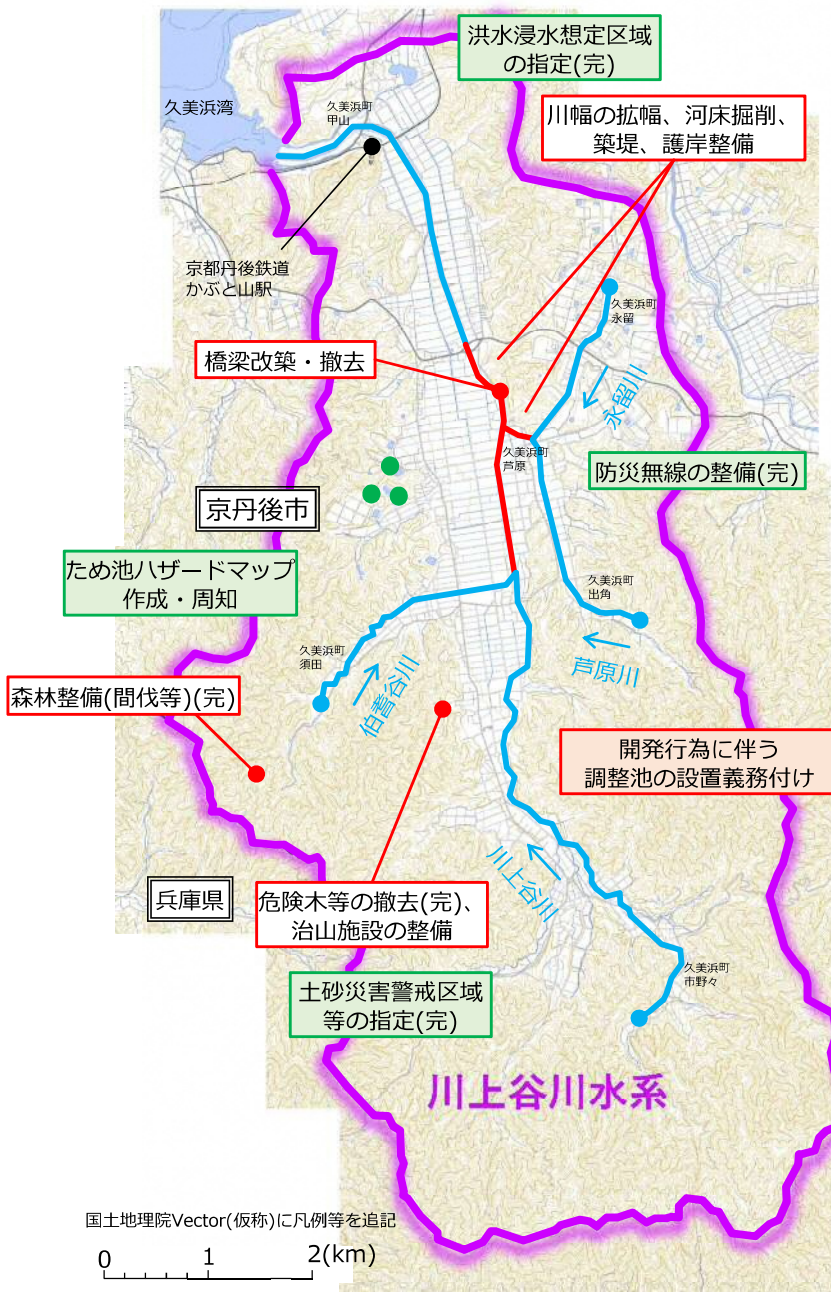 洪水浸水想定区域
の指定(完)
久美浜湾
久美浜町
甲山
川幅の拡幅、河床掘削、
築堤、護岸整備
京都丹後鉄道
かぶと山駅
久美浜町
永留
橋梁改築・撤去
永留川
久美浜町
芦原
防災無線の整備(完)
京丹後市
ため池ハザードマップ
作成・周知
久美浜町
出角
久美浜町
須田
芦原川
伯耆谷川
森林整備(間伐等)(完)
開発行為に伴う
調整池の設置義務付け
川上谷川
兵庫県
危険木等の撤去(完)、
治山施設の整備
久美浜町
市野々
土砂災害警戒区域
等の指定(完)
川上谷川水系
国土地理院Vector(仮称)に凡例等を追記
0 1 2(km)